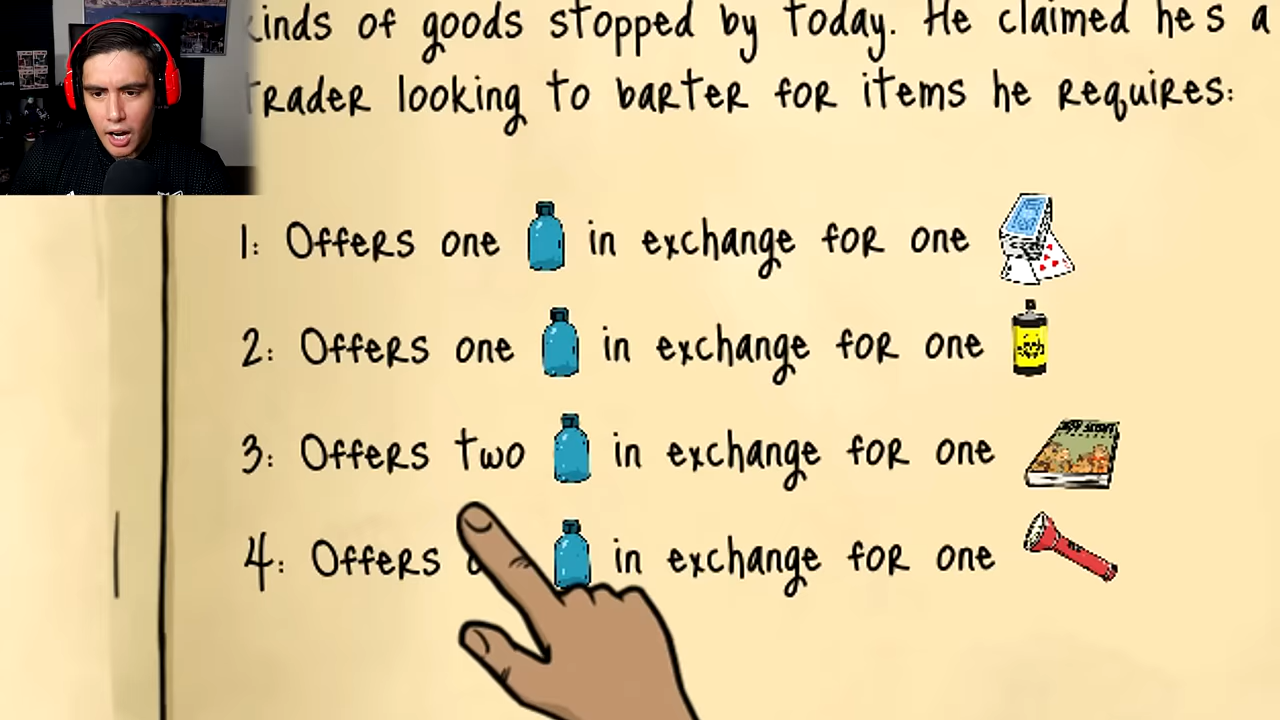 kinds of goods stopped by today. He claimed he's a
trader looking to barter for items he requires:
1: Offers one in exchange for one
2: Offers one in exchange for one
3: Offers two in exchange for one
4: Offers in exchange for one